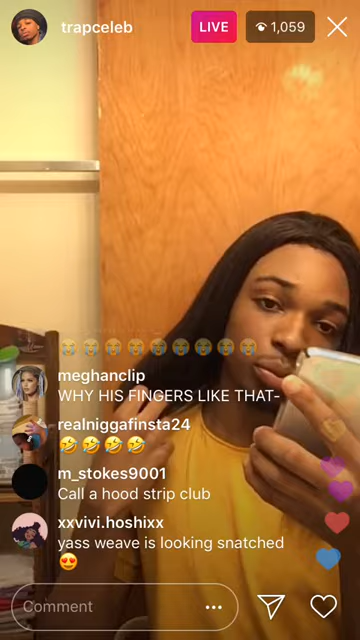 trapceleb
LIVE
1,059
😭😭😭😭😭😭😭😭😭
meghanclip
WHY HIS FINGERS LIKE THAT-
realniggafinsta24
🤣🤣🤣🤣
m_stokes9001
Call a hood strip club
xxvivi.hoshixx
yass weave is looking snatched
😍
Comment